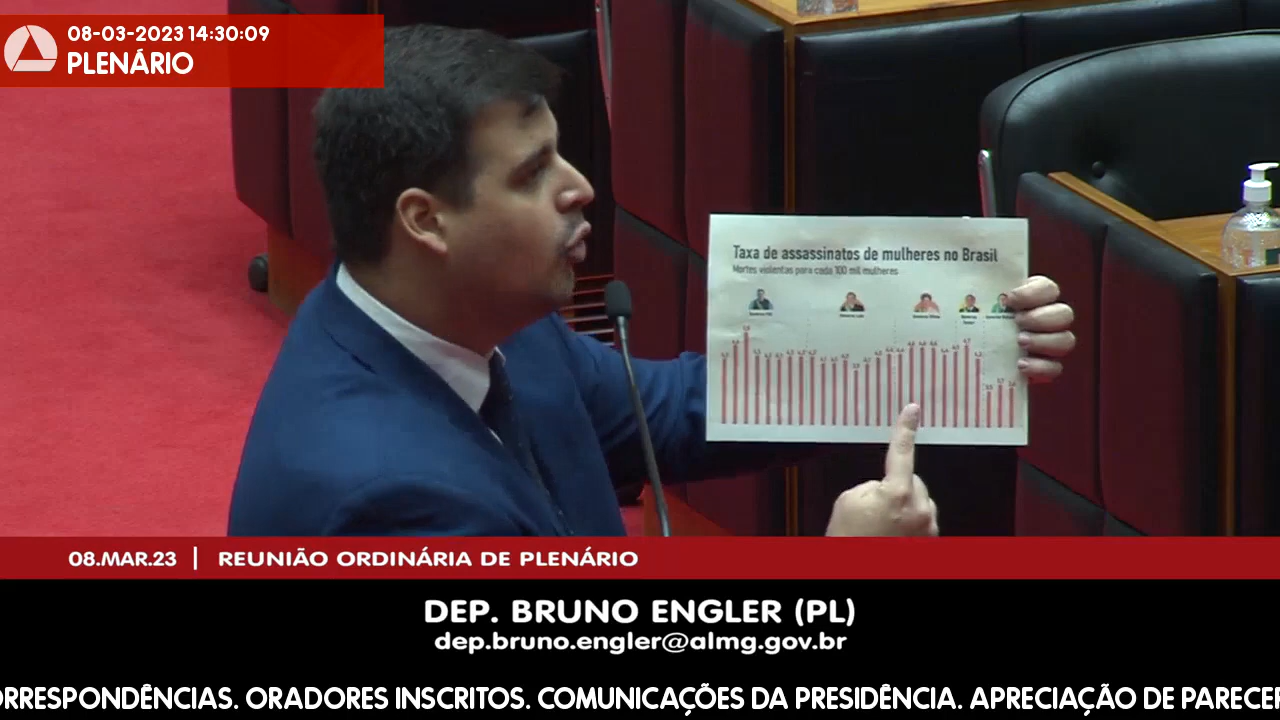 08-03-2023 14:30:09
PLENÁRIO
Taxa de assassinatos de mulheres no Brasil
Mortes violentas para cada 100 mil mulheres
08.MAR.23 | REUNIÃO ORDINÁRIA DE PLENÁRIO
DEP. BRUNO ENGLER (PL)
dep.bruno.engler@almg.gov.br
ORRESPONDÊNCIAS. ORADORES INSCRITOS. COMUNICAÇÕES DA PRESIDÊNCIA. APRECIAÇÃO DE PARECER